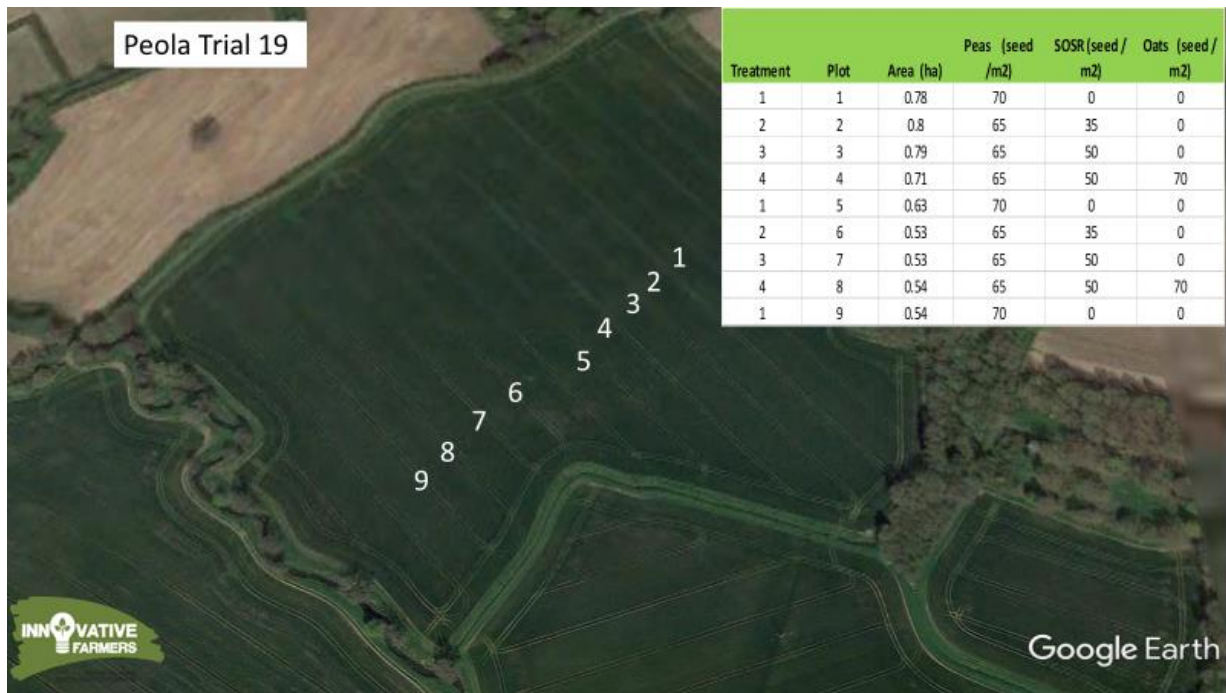 Peola Trial 19
Treatment Plot Area (ha) Peas (seed /m2) SOSR (seed / m2) Oats (seed / m2)
1 1 0.78 70 0 0
2 2 0.8 65 35 0
3 3 0.79 65 50 0
4 4 0.71 65 50 70
1 5 0.63 70 0 0
2 6 0.53 65 35 0
3 7 0.53 65 50 0
4 8 0.54 65 50 70
1 9 0.54 70 0 0
1
2
3
4
5
6
7
8
9
INNOVATIVE
FARMERS
Google Earth